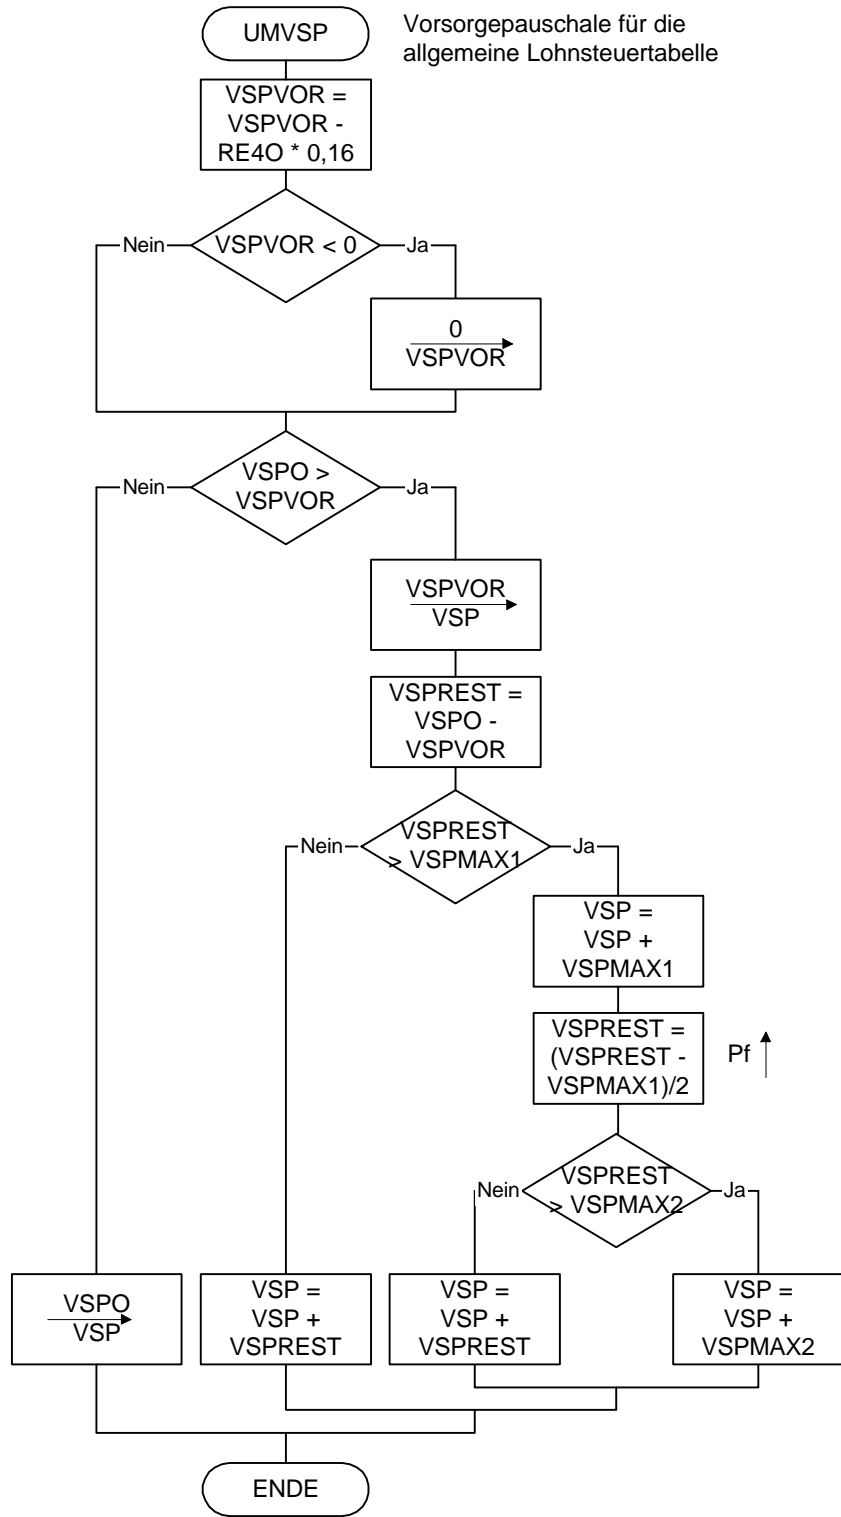 UMVSP
Vorsorgepauschale für die
allgemeine Lohnsteuertabelle
VSPVOR =
VSPVOR -
RE4O * 0,16
Nein
VSPVOR < 0
Ja
0
VSPVOR
Nein
VSPO >
VSPVOR
Ja
VSPVOR
VSP
VSPREST =
VSPO -
VSPVOR
Nein
VSPREST
> VSPMAX1
Ja
VSP =
VSP +
VSPMAX1
VSPREST =
(VSPREST -
VSPMAX1)/2
Pf
Nein
VSPREST
> VSPMAX2
Ja
VSPO
VSP
VSP =
VSP +
VSPREST
VSP =
VSP +
VSPREST
VSP =
VSP +
VSPMAX2
ENDE